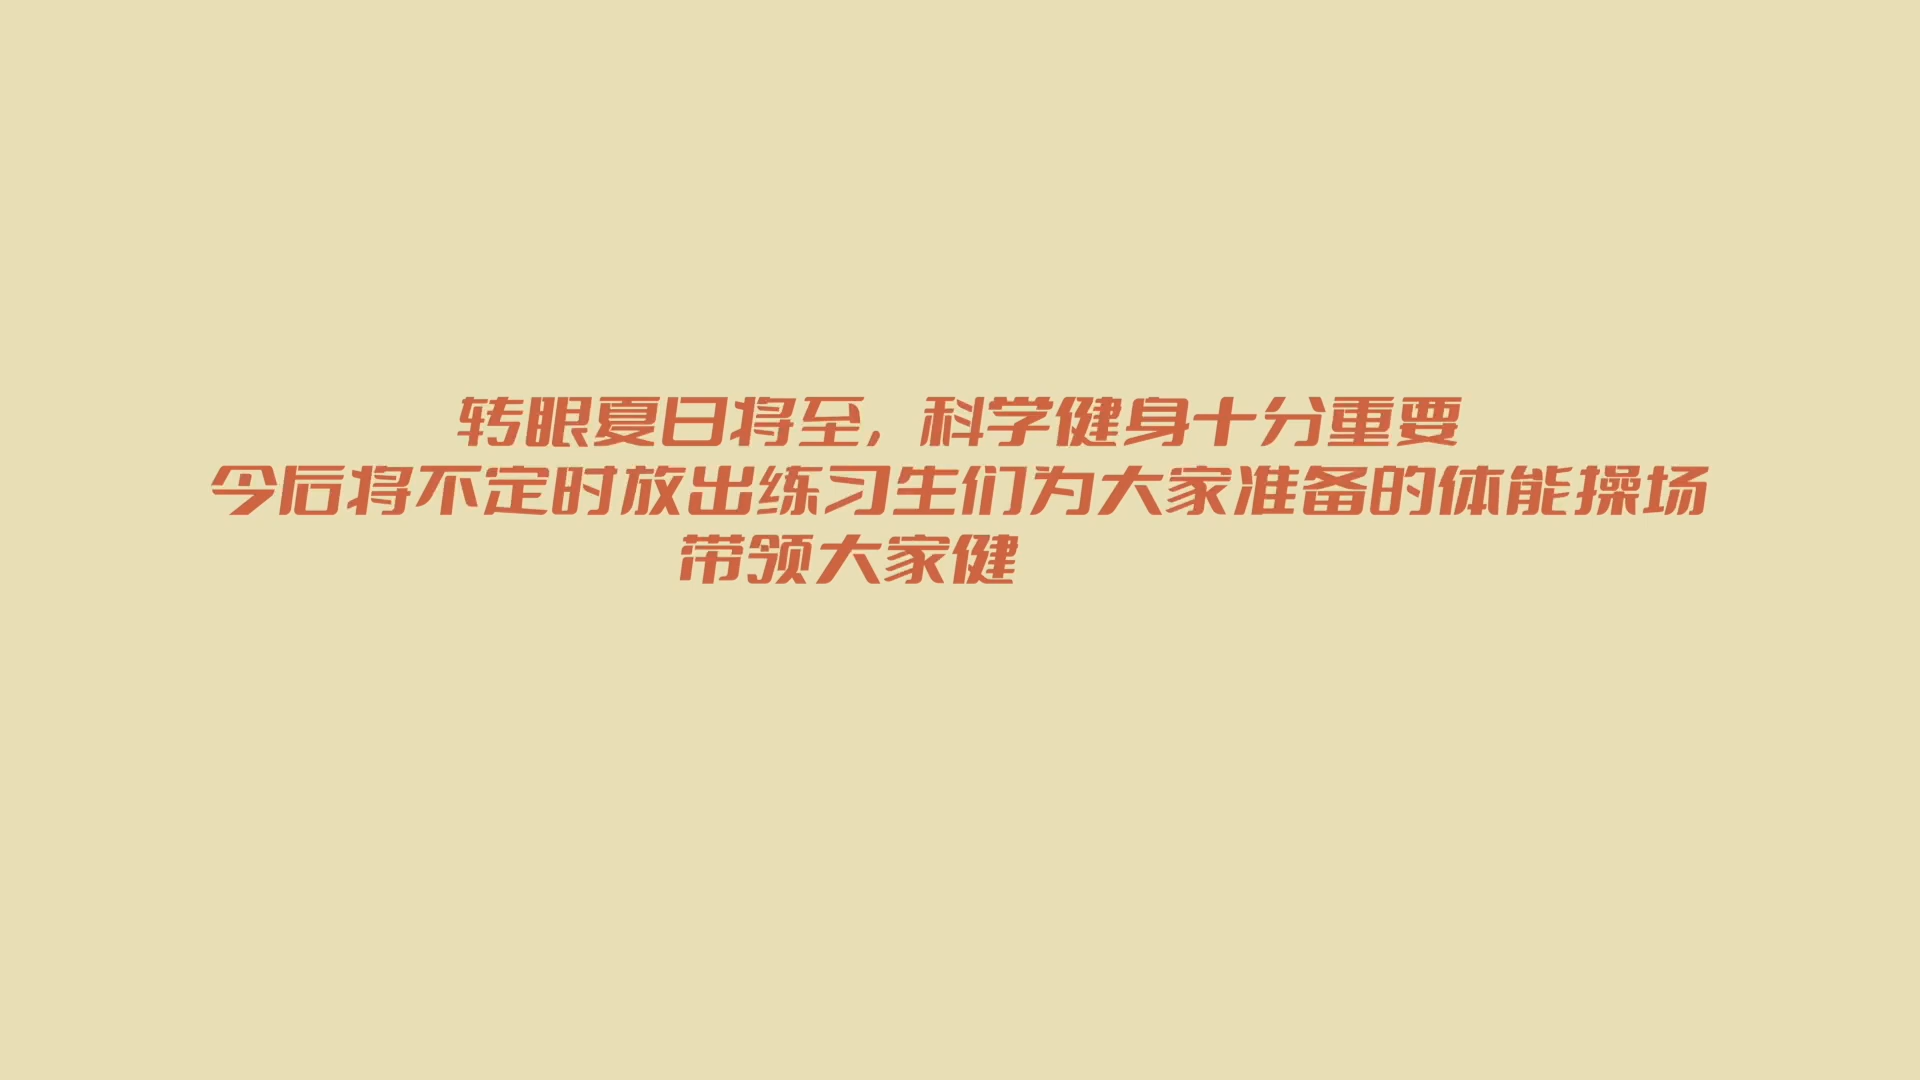 转眼夏日将至，科学健身十分重要
今后将不定时放出练习生们为大家准备的体能操场
带领大家健